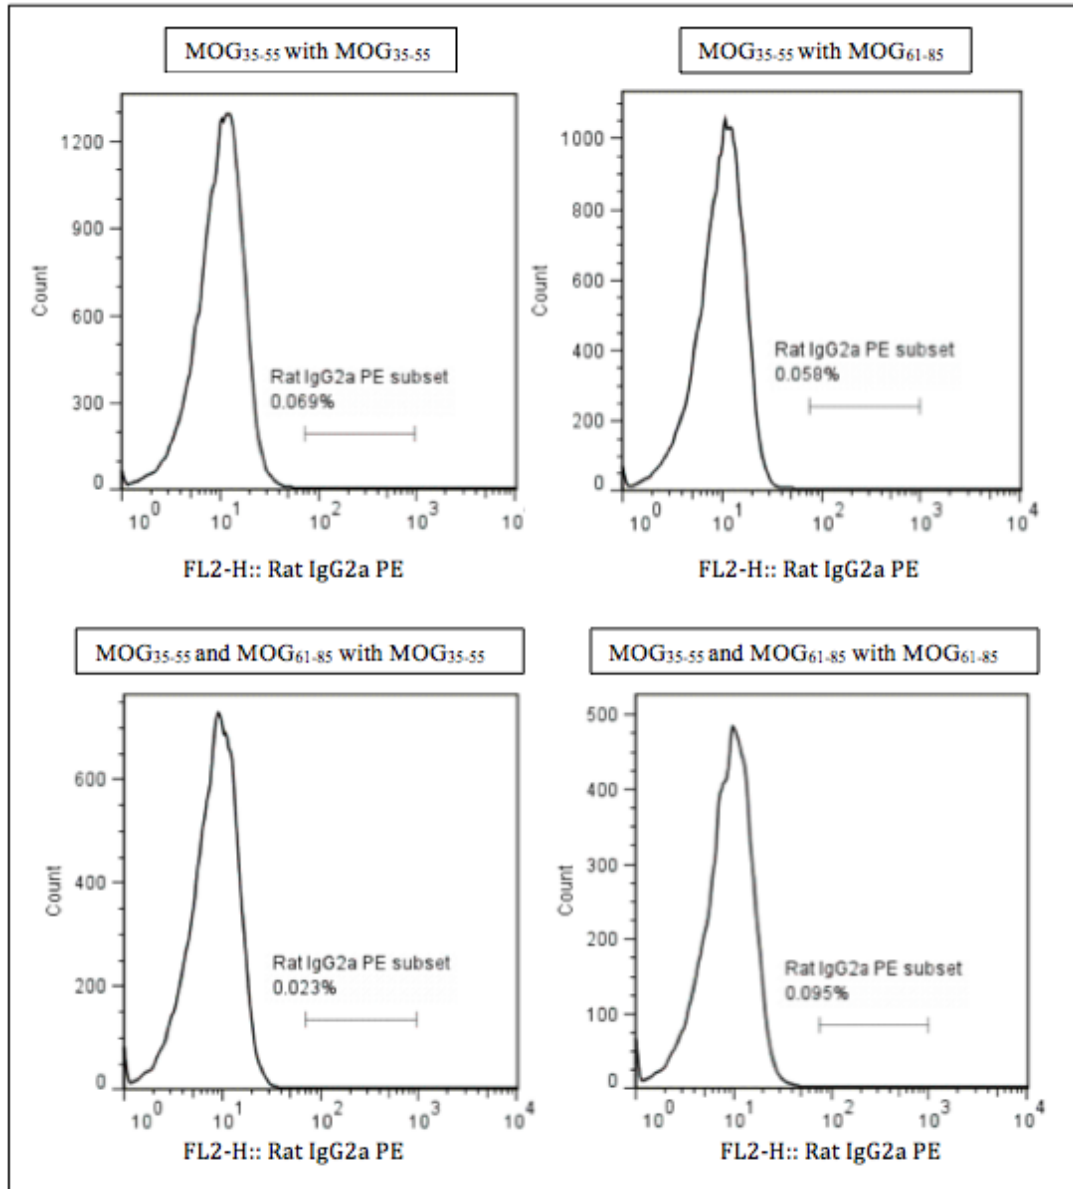 MOG35-55 with MOG35-55
1200
900
600
300
0
Count
Rat IgG2a PE subset
0.069%
10^0 10^1 10^2 10^3 10
FL2-H:: Rat IgG2a PE
MOG35-55 with MOG61-85
1000
800
600
400
200
0
Count
Rat IgG2a PE subset
0.058%
10^0 10^1 10^2 10^3 10^4
FL2-H:: Rat IgG2a PE
MOG35-55 and MOG61-85 with MOG35-55
600
400
200
0
Count
Rat IgG2a PE subset
0.023%
10^0 10^1 10^2 10^3 10^4
FL2-H:: Rat IgG2a PE
MOG35-55 and MOG61-85 with MOG61-85
500
400
300
200
100
0
Count
Rat IgG2a PE subset
0.095%
10^0 10^1 10^2 10^3 10^4
FL2-H:: Rat IgG2a PE